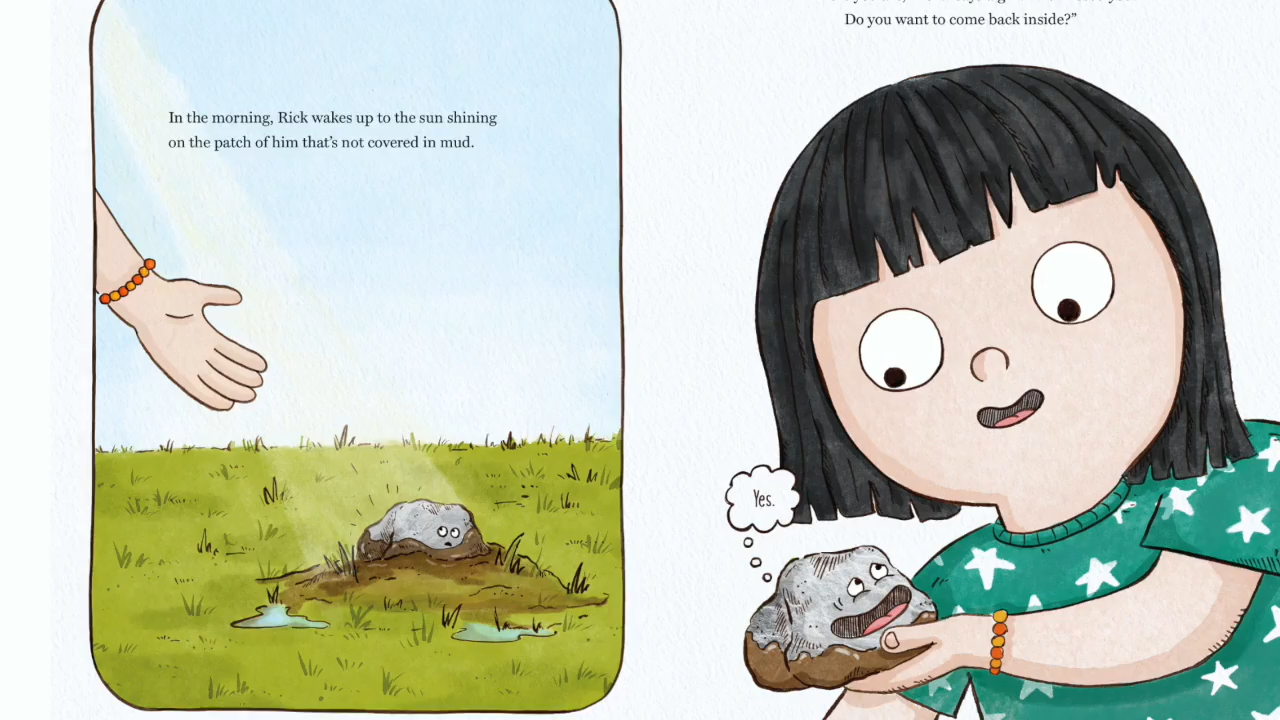 In the morning, Rick wakes up to the sun shining
on the patch of him that's not covered in mud.
Do you want to come back inside?”
Yes.